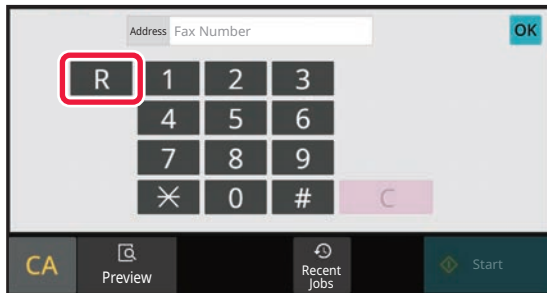 Address Fax Number OK
R 1 2 3
4 5 6
7 8 9
* 0 # C
CA Preview Recent Jobs Start